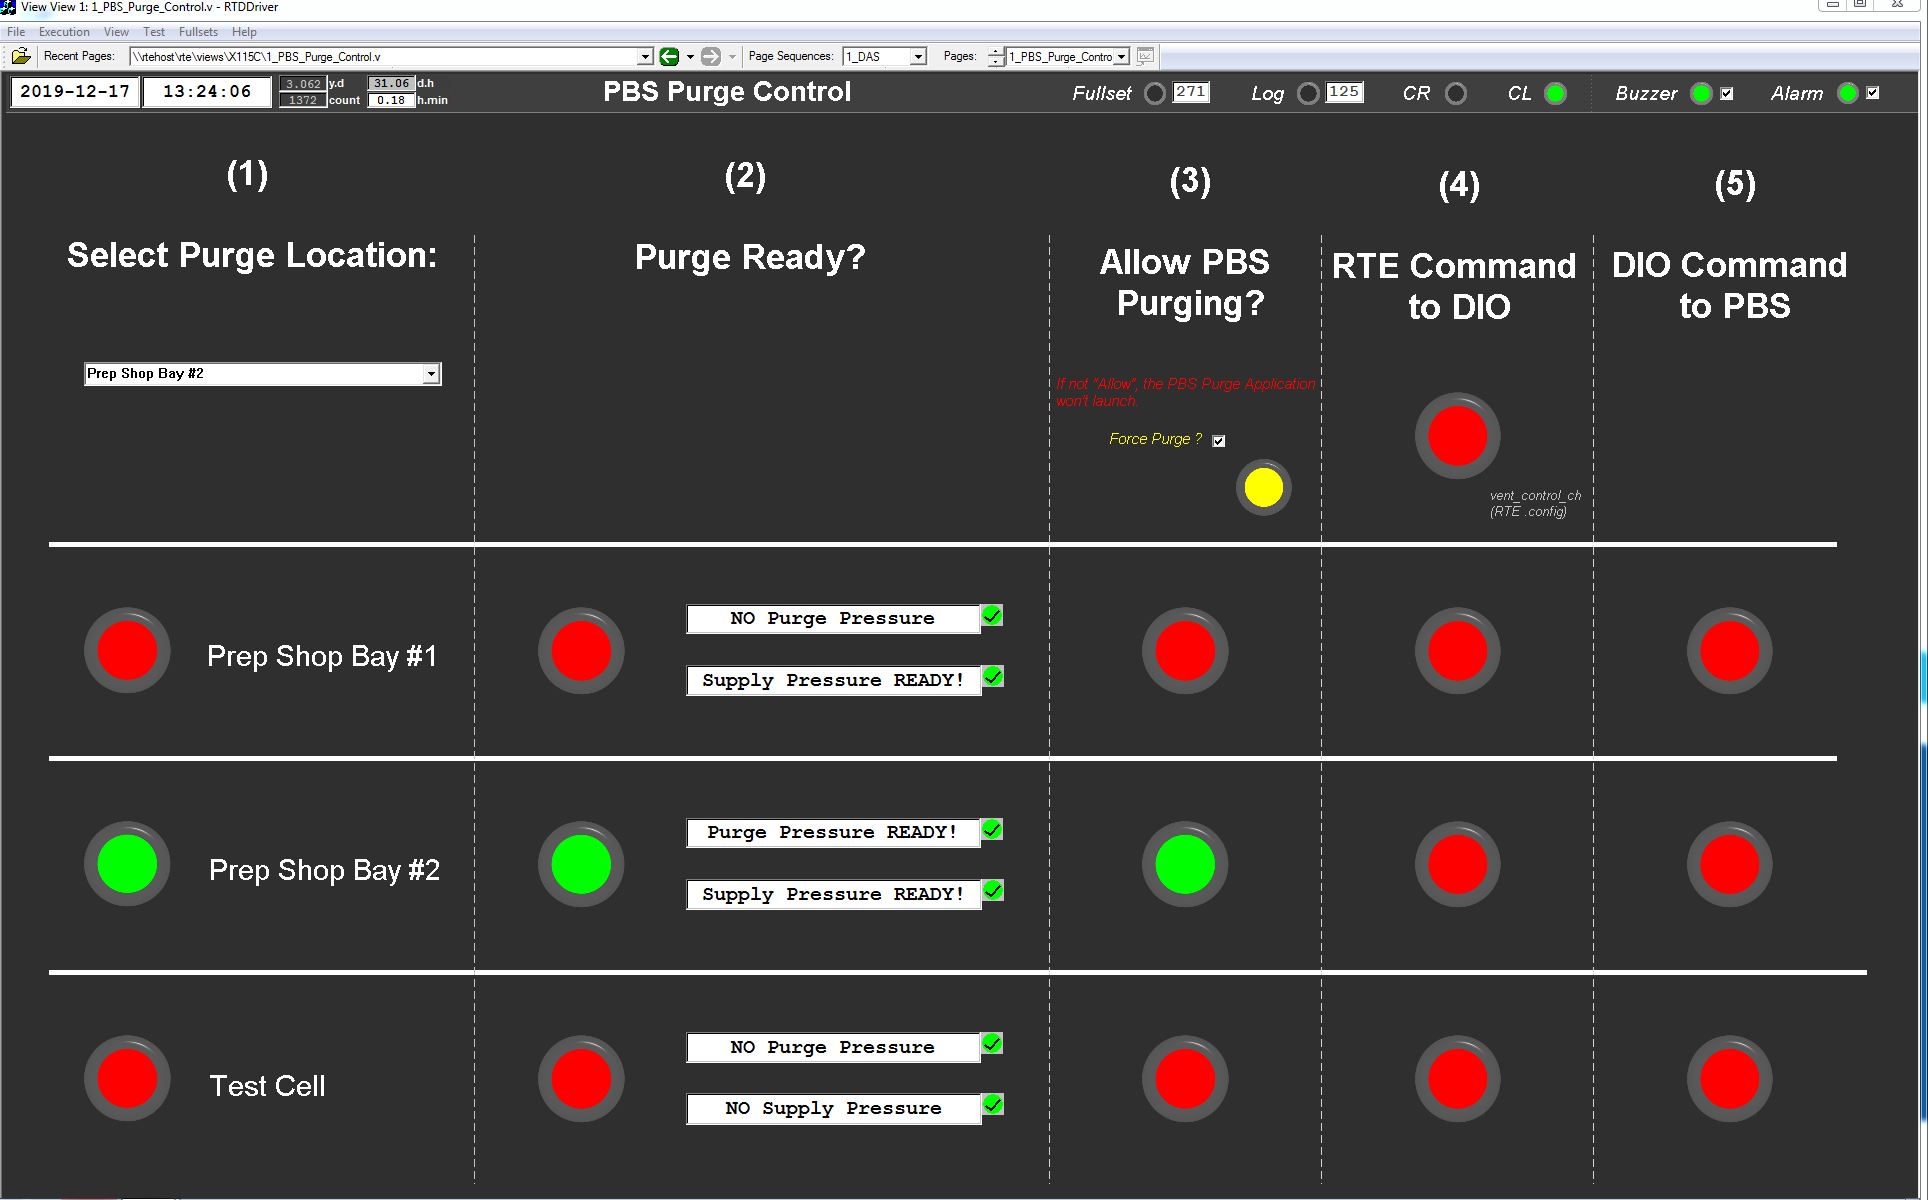 View View 1: 1_PBS_Purge_Control.v - RTDDriver
File Execution View Test Fullsets Help
Recent Pages: \\rtehost\rte\views\X115C\1_PBS_Purge_Control.v Page Sequences: 1_DAS Pages: 1_PBS_Purge_Contro
2019-12-17 13:24:06 3.062 y.d 31.06 d.h
1372 count 0.18 h.min
PBS Purge Control
Fullset 271 Log 125 CR CL Buzzer Alarm
(1) (2) (3) (4) (5)
Select Purge Location:
Purge Ready?
Allow PBS
Purging?
RTE Command
to DIO
DIO Command
to PBS
Prep Shop Bay #2
If not "Allow", the PBS Purge Application
won't launch.
Force Purge ?
vent_control_ch
(RTE .config)
Prep Shop Bay #1
NO Purge Pressure
Supply Pressure READY!
Prep Shop Bay #2
Purge Pressure READY!
Supply Pressure READY!
Test Cell
NO Purge Pressure
NO Supply Pressure